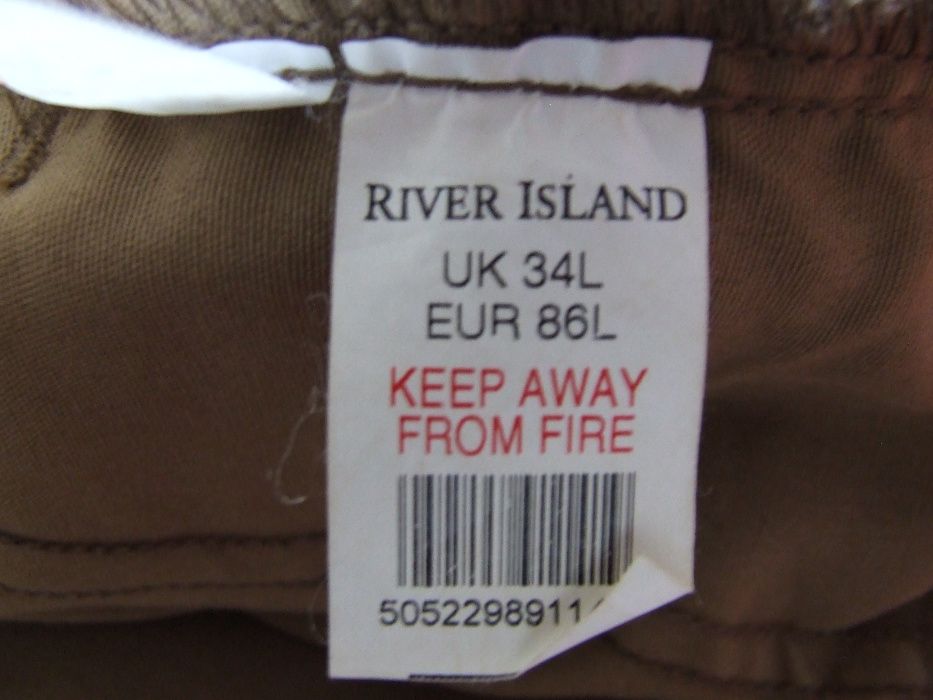 RIVER ISLAND
UK 34L
EUR 86L
KEEP AWAY
FROM FIRE
5052298911